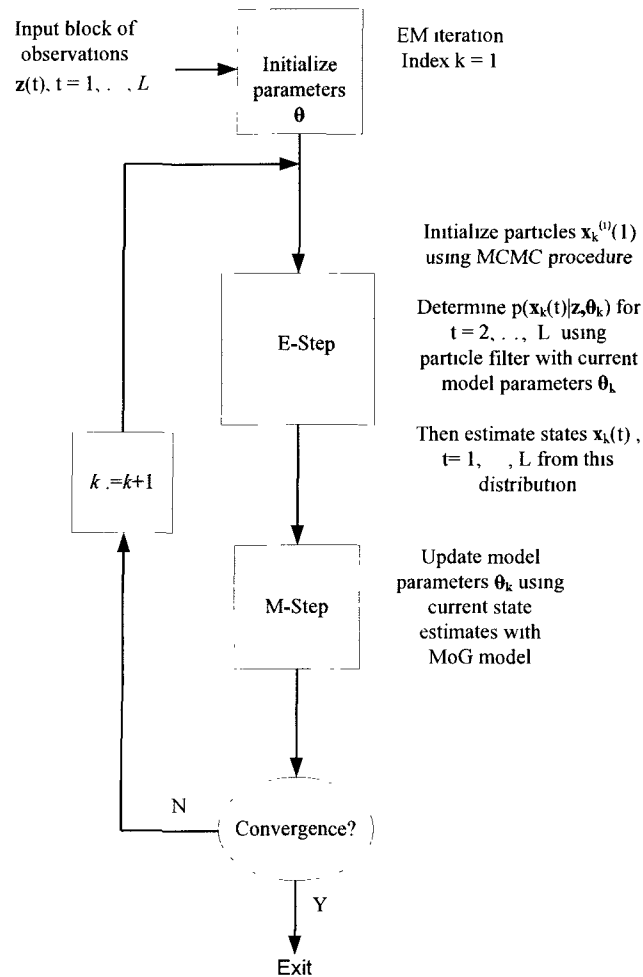 Input block of
observations
z(t), t = 1, . . , L
Initialize
parameters
θ
EM iteration
Index k = 1
Initialize particles xₖ⁽¹⁾(1)
using MCMC procedure
E-Step
Determine p(xₖ(t)|z,θₖ) for
t = 2, . ., L using
particle filter with current
model parameters θₖ
Then estimate states xₖ(t) ,
t= 1, , L from this
distribution
k .=k+1
M-Step
Update model
parameters θₖ using
current state
estimates with
MoG model
N
Convergence?
Y
Exit